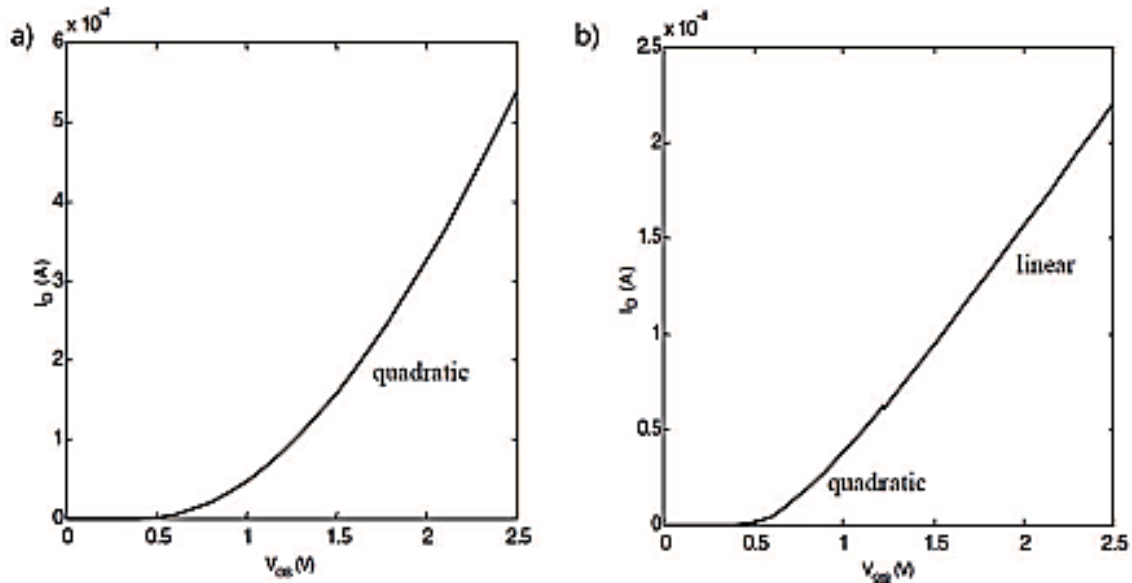 a)
6 x 10⁻⁴
5
4
3
2
1
0
I_D (A)
quadratic
0 0.5 1 1.5 2 2.5
V_GS (V)
b)
2.5 x 10⁻⁴
2
1.5
1
0.5
0
I_D (A)
linear
quadratic
0 0.5 1 1.5 2 2.5
V_GS (V)